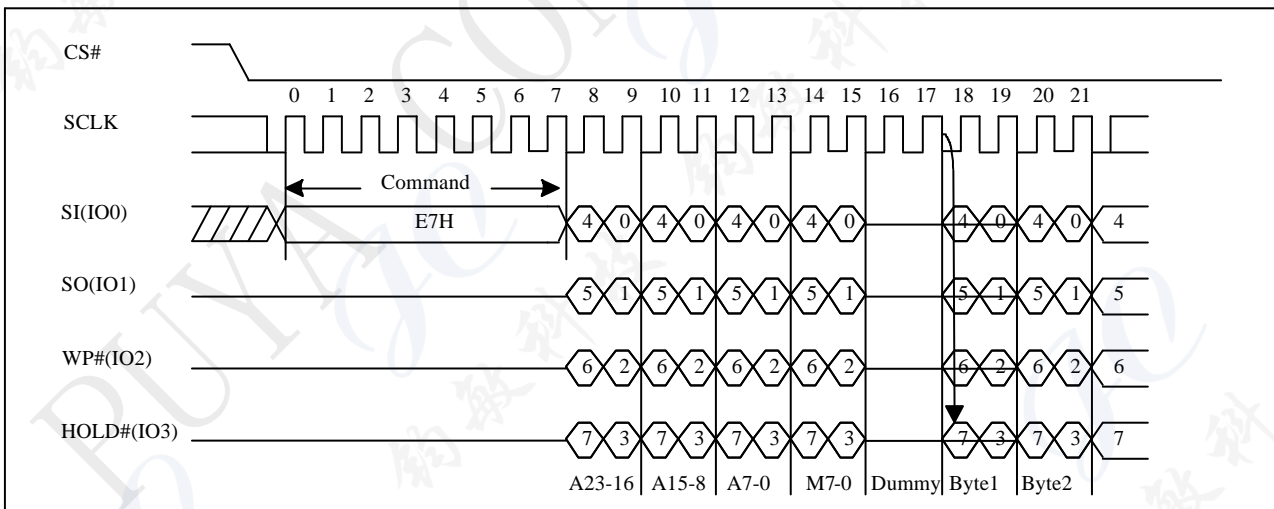 CS#
0 1 2 3 4 5 6 7 8 9 10 11 12 13 14 15 16 17 18 19 20 21
SCLK
Command
SI(IO0) E7H 4 0 4 0 4 0 4 0 4 0 4 0 4
SO(IO1) 5 1 5 1 5 1 5 1 5 1 5 1 5
WP#(IO2) 6 2 6 2 6 2 6 2 6 2 6 2 6
HOLD#(IO3) 7 3 7 3 7 3 7 3 7 3 7 3 7
A23-16 A15-8 A7-0 M7-0 Dummy Byte1 Byte2